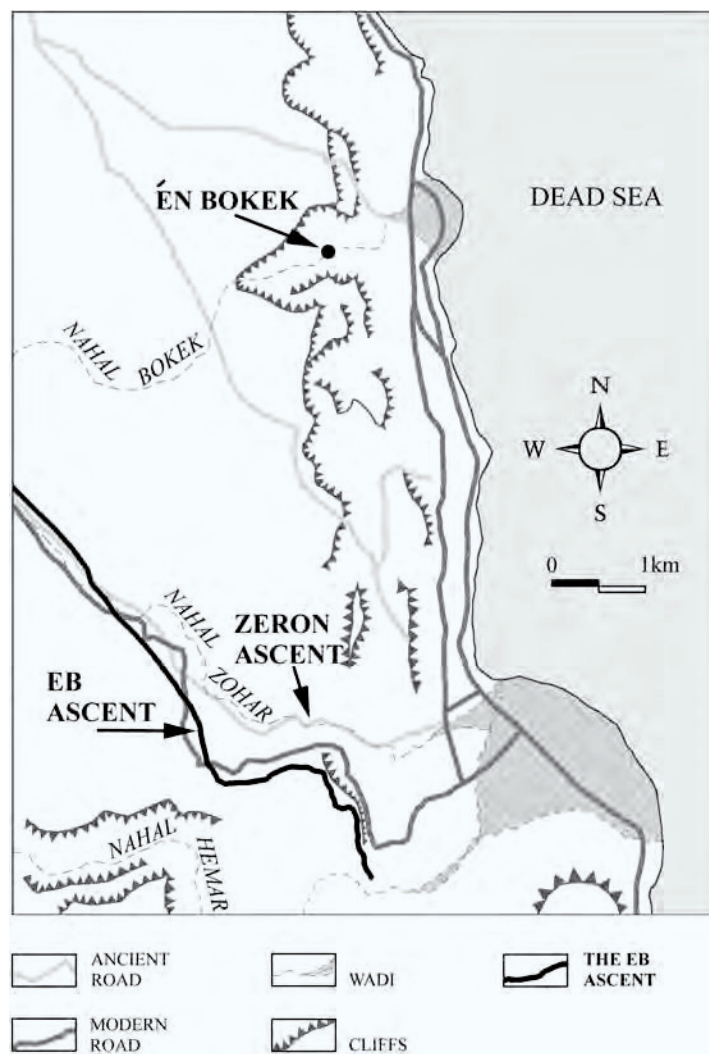 ÉN BOKEK
DEAD SEA
NAHAL
BOKEK
N
W
E
S
0
1km
NAHAL
ZOHAR
ZERON
ASCENT
EB
ASCENT
NAHAL
HEMAR
ANCIENT
ROAD
WADI
THE EB
ASCENT
MODERN
ROAD
CLIFFS